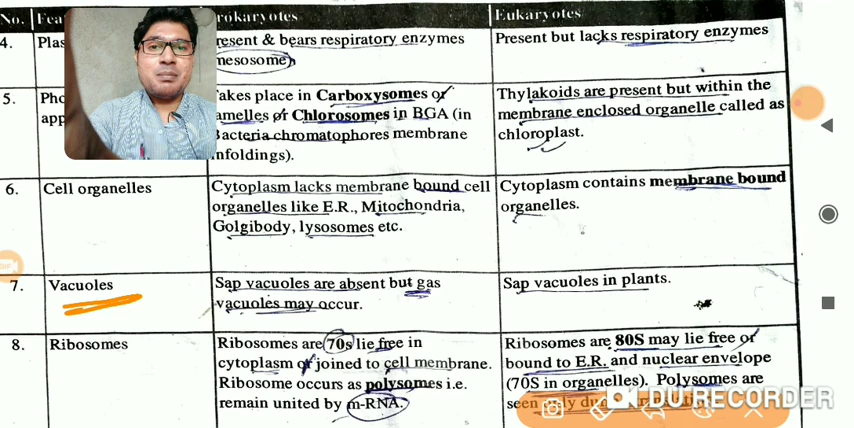 No. Fea rokaryotes Eukaryotes
4. Plas resent & bears respiratory enzymes Present but lacks respiratory enzymes
mesosome)
5. Pho akes place in Carboxysomes or Thylakoids are present but within the
app amelles or Chlorosomes in BGA (in membrane enclosed organelle called as
Bacteria chromatophores membrane chloroplast.
nfoldings).
6. Cell organelles Cytoplasm lacks membrane bound cell Cytoplasm contains membrane bound
organelles like E.R., Mitochondria, organelles.
Golgibody, lysosomes etc.
7. Vacuoles Sap vacuoles are absent but gas Sap vacuoles in plants.
vacuoles may occur.
8. Ribosomes Ribosomes are 70s lie free in Ribosomes are 80S may lie free or
cytoplasm or joined to cell membrane. bound to E.R. and nuclear envelope
Ribosome occurs as polysomes i.e. (70S in organelles). Polysomes are
remain united by m-RNA. seen only
DU RECORDER
GIF